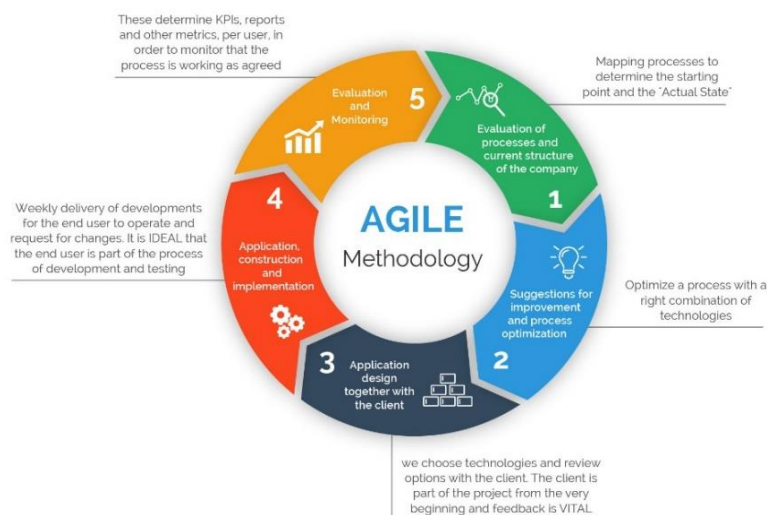 AGILE
Methodology
1
Evaluation of
processes and
current structure
of the company
Mapping processes to
determine the starting
point and the "Actual State"
2
Suggestions for
improvement
and process
optimization
Optimize a process with a
right combination of
technologies
3
Application
design
together with
the client
we choose technologies and review
options with the client. The client is
part of the project from the very
beginning and feedback is VITAL
4
Application,
construction
and
implementation
Weekly delivery of developments
for the end user to operate and
request for changes. It is IDEAL that
the end user is part of the process
of development and testing
5
Evaluation
and
Monitoring
These determine KPIs, reports
and other metrics, per user, in
order to monitor that the
process is working as agreed